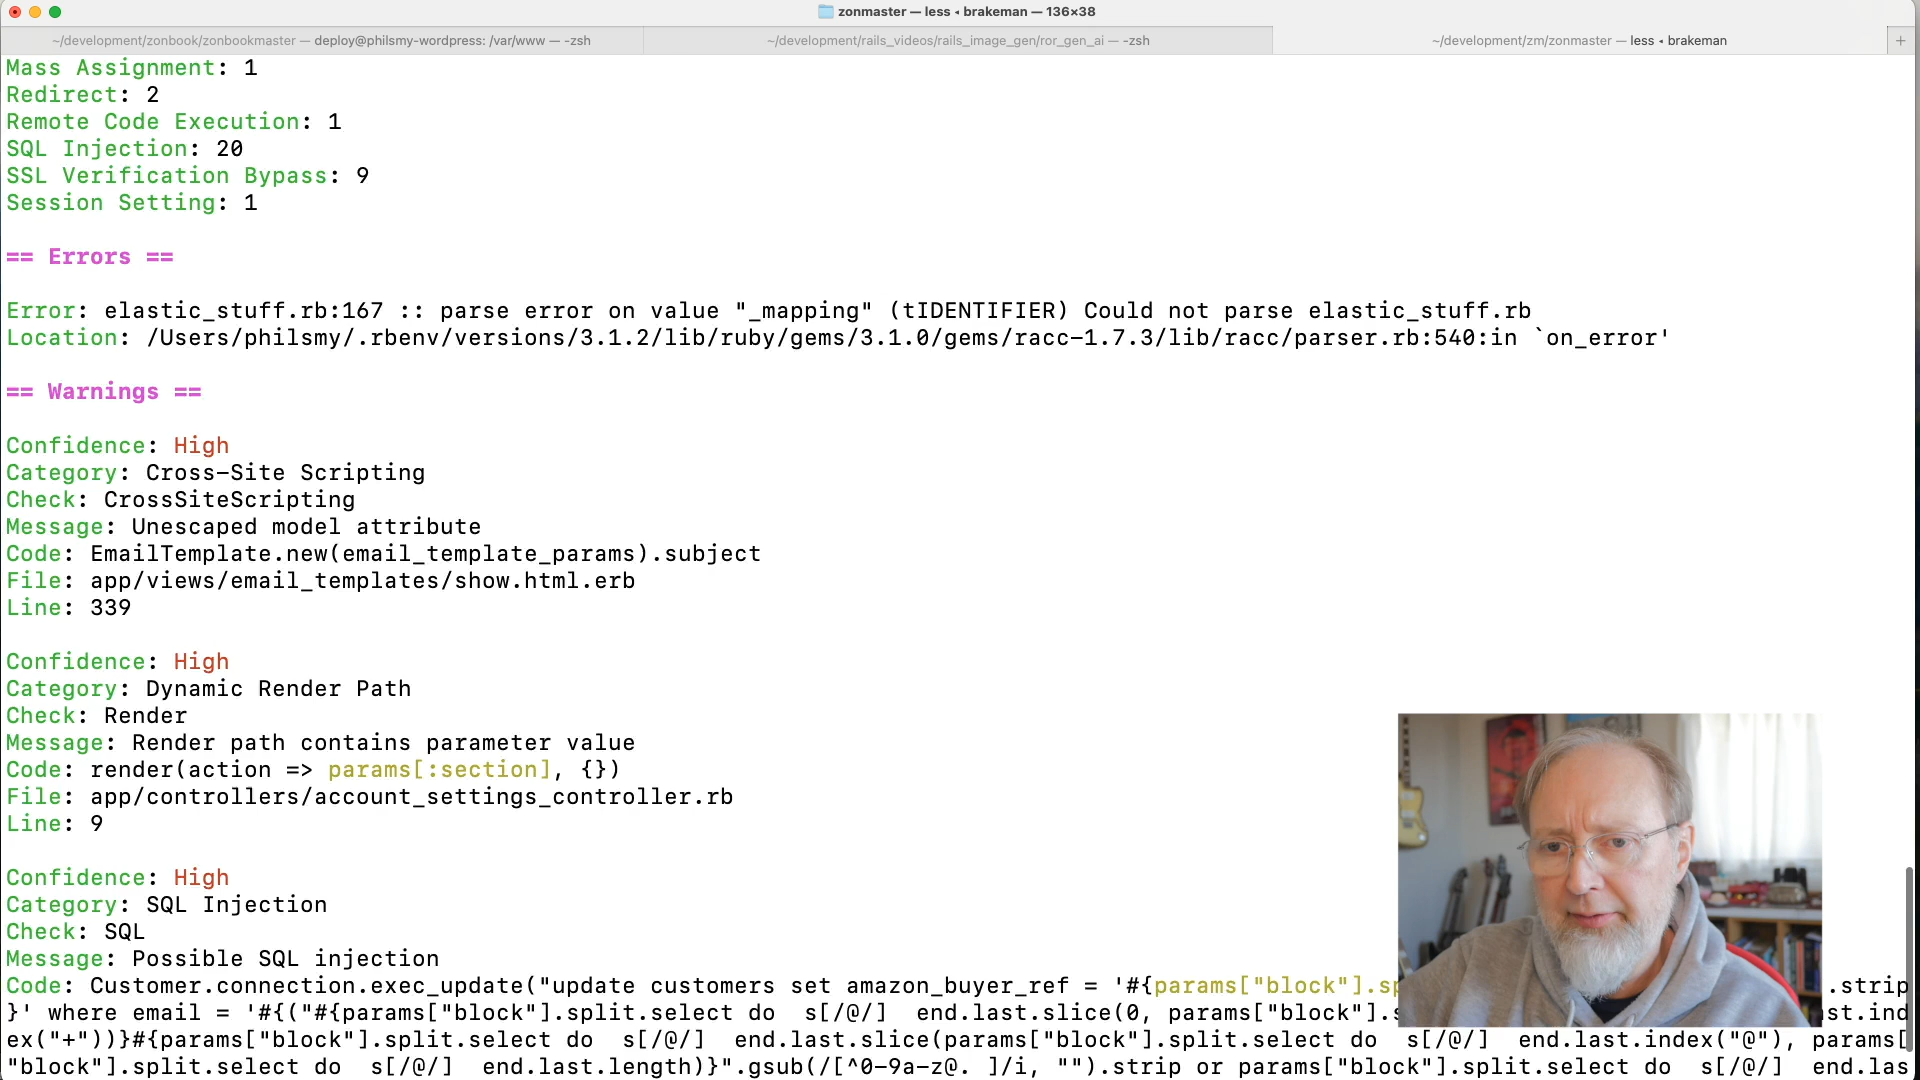 zonmaster — less ◂ brakeman — 136×38
~/development/zonbook/zonbookmaster — deploy@philsmy-wordpress: /var/www — -zsh
~/development/rails_videos/rails_image_gen/ror_gen_ai — -zsh
~/development/zm/zonmaster — less ◂ brakeman
+
Mass Assignment: 1
Redirect: 2
Remote Code Execution: 1
SQL Injection: 20
SSL Verification Bypass: 9
Session Setting: 1
== Errors ==
Error: elastic_stuff.rb:167 :: parse error on value "_mapping" (tIDENTIFIER) Could not parse elastic_stuff.rb
Location: /Users/philsmy/.rbenv/versions/3.1.2/lib/ruby/gems/3.1.0/gems/racc-1.7.3/lib/racc/parser.rb:540:in `on_error'
== Warnings ==
Confidence: High
Category: Cross-Site Scripting
Check: CrossSiteScripting
Message: Unescaped model attribute
Code: EmailTemplate.new(email_template_params).subject
File: app/views/email_templates/show.html.erb
Line: 339
Confidence: High
Category: Dynamic Render Path
Check: Render
Message: Render path contains parameter value
Code: render(action => params[:section], {})
File: app/controllers/account_settings_controller.rb
Line: 9
Confidence: High
Category: SQL Injection
Check: SQL
Message: Possible SQL injection
Code: Customer.connection.exec_update("update customers set amazon_buyer_ref = '#{params["block"].sp .strip
}' where email = '#{("#{params["block"].split.select do  s[/@/]  end.last.slice(0, params["block"].s st.ind
ex("+"))}#{params["block"].split.select do  s[/@/]  end.last.slice(params["block"].split.select do  s[/@/]  end.last.index("@"), params[
"block"].split.select do  s[/@/]  end.last.length)}".gsub(/[^0-9a-z@. ]/i, "").strip or params["block"].split.select do  s[/@/]  end.las